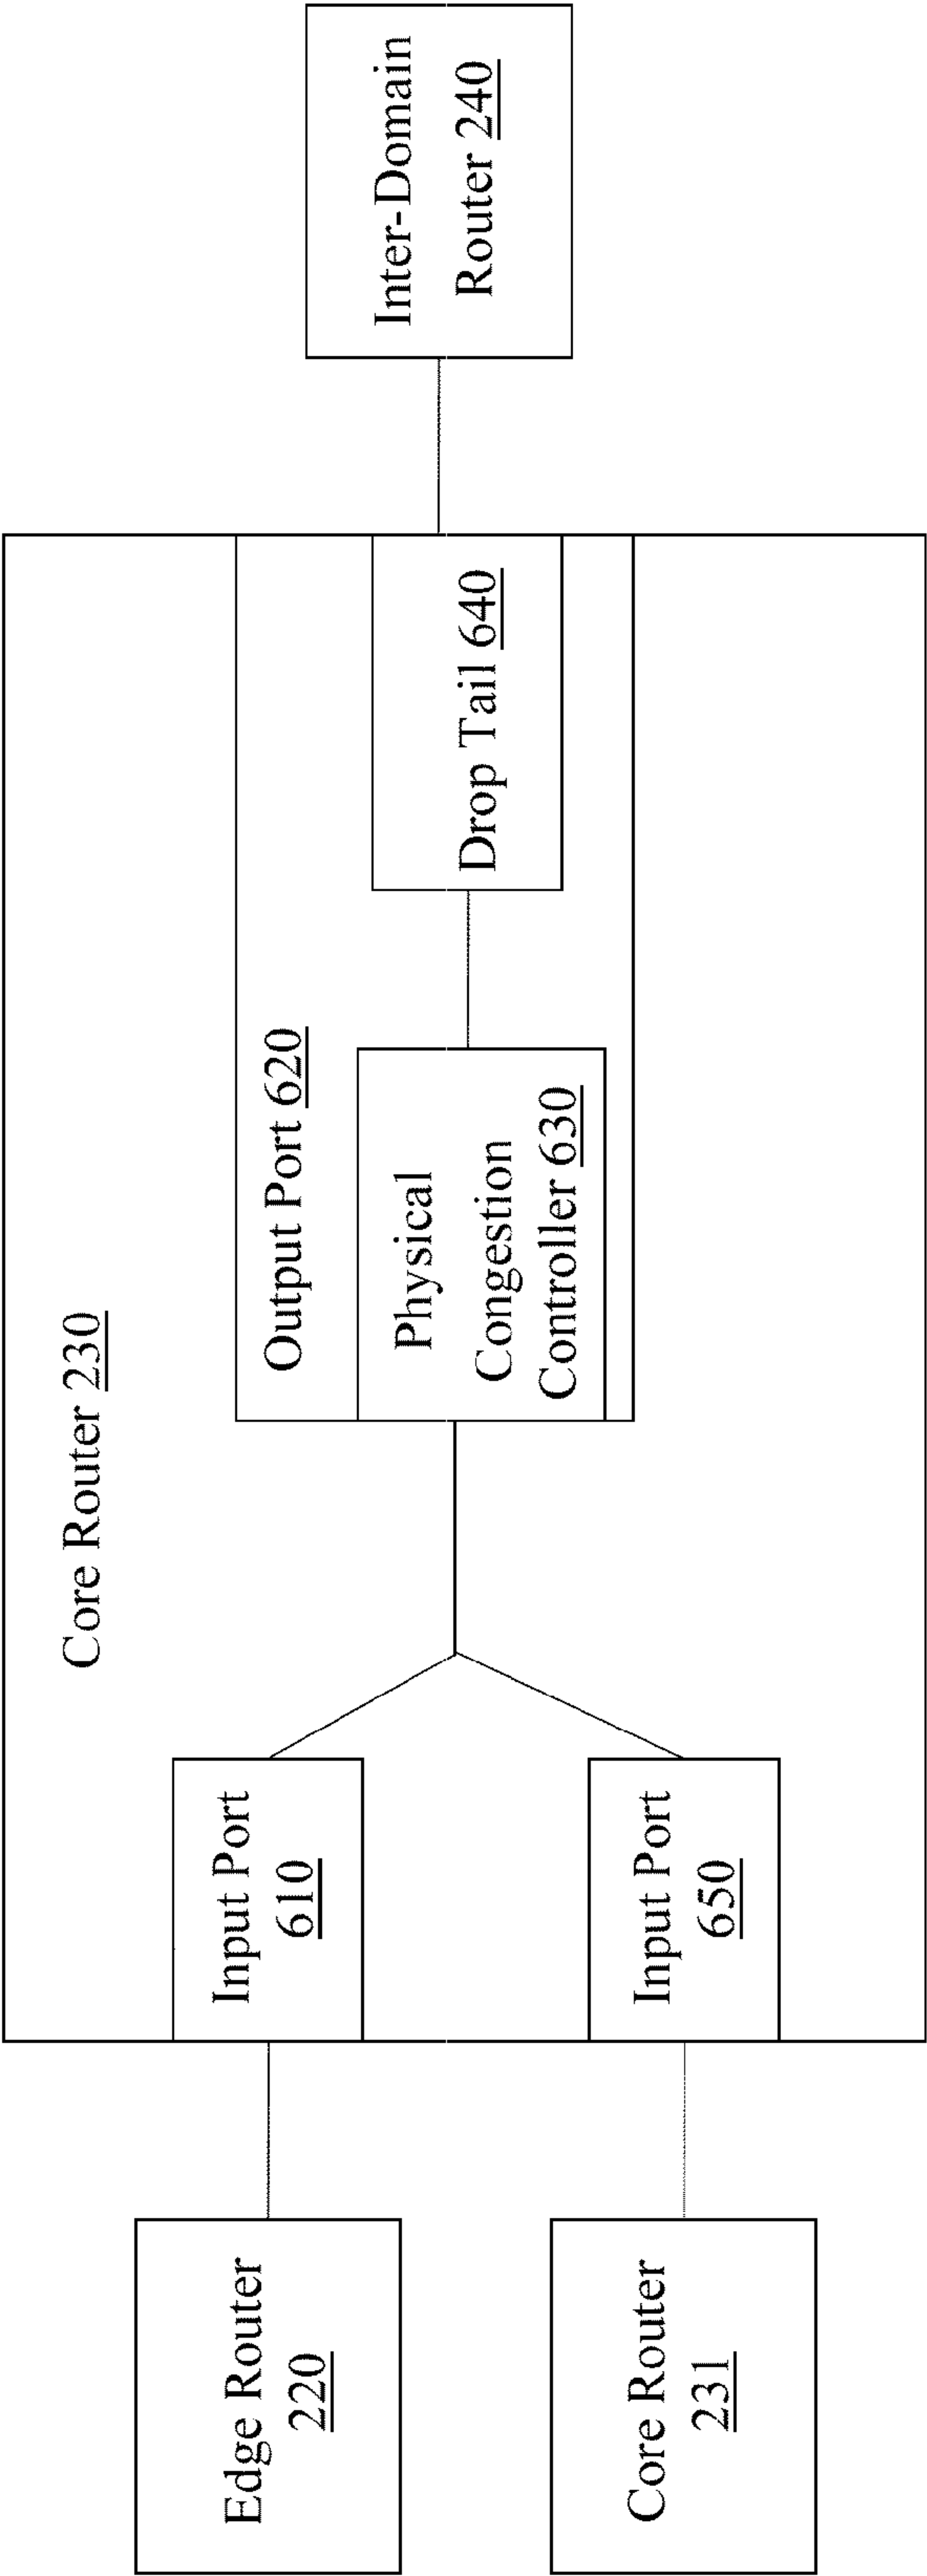 Core Router 230
Edge Router
220
Input Port
610
Output Port 620
Physical
Congestion
Controller 630
Drop Tail 640
Inter-Domain
Router 240
Core Router
231
Input Port
650